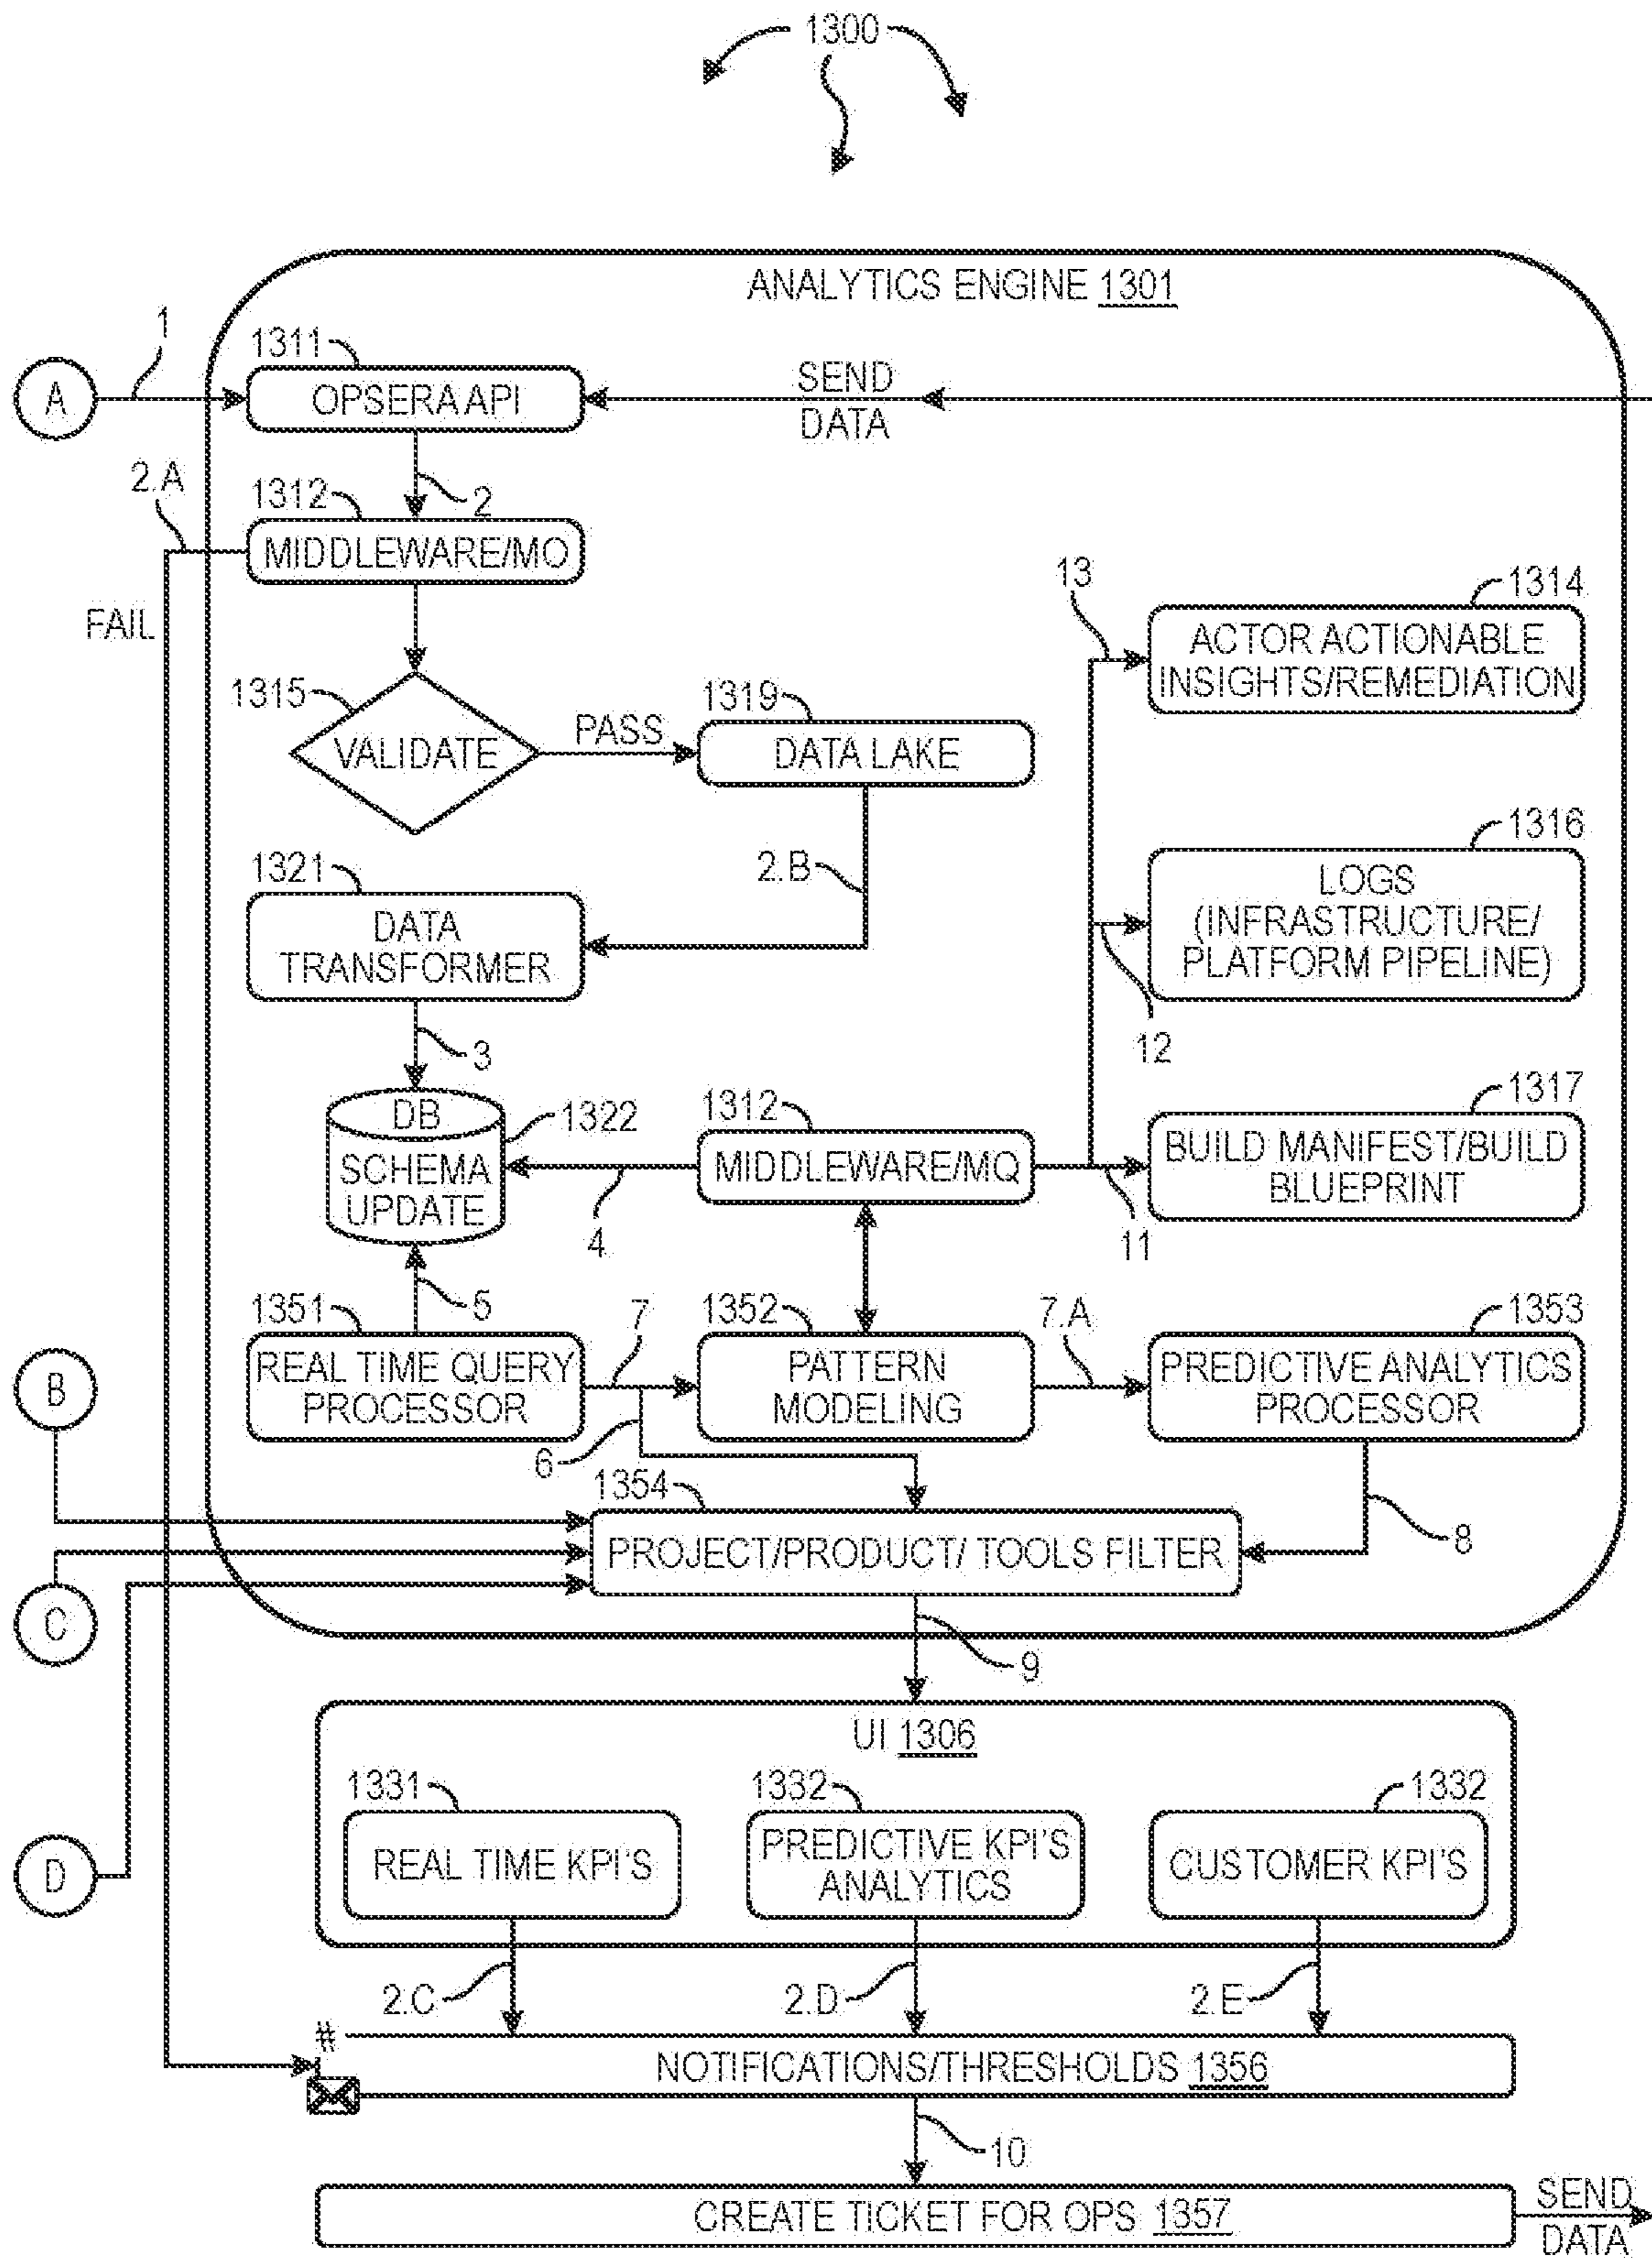 1300
ANALYTICS ENGINE 1301
1
1311
A
OPSERA API
SEND
DATA
2.A
1312
2
MIDDLEWARE/MO
FAIL
13
1314
ACTOR ACTIONABLE
INSIGHTS/REMEDIATION
1315
VALIDATE
PASS
1319
DATA LAKE
1316
LOGS
(INFRASTRUCTURE/
PLATFORM PIPELINE)
12
1321
DATA
TRANSFORMER
2.B
3
DB
SCHEMA
UPDATE
1322
4
1312
MIDDLEWARE/MQ
1317
BUILD MANIFEST/BUILD
BLUEPRINT
11
5
1351
REAL TIME QUERY
PROCESSOR
7
6
1352
PATTERN
MODELING
7.A
1353
PREDICTIVE ANALYTICS
PROCESSOR
B
1354
PROJECT/PRODUCT/ TOOLS FILTER
8
C
9
UI 1306
1331
REAL TIME KPI'S
1332
PREDICTIVE KPI'S
ANALYTICS
1332
CUSTOMER KPI'S
D
2.C
2.D
2.E
#
NOTIFICATIONS/THRESHOLDS 1356
10
CREATE TICKET FOR OPS 1357
SEND
DATA